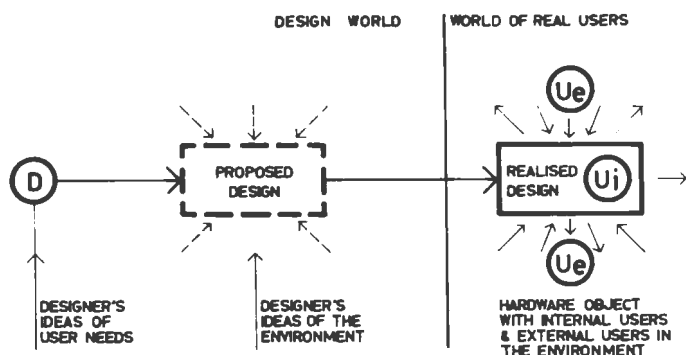 DESIGN WORLD
WORLD OF REAL USERS
Ue
D
PROPOSED
DESIGN
REALISED
DESIGN
Ui
Ue
DESIGNER'S
IDEAS OF
USER NEEDS
DESIGNER'S
IDEAS OF THE
ENVIRONMENT
HARDWARE OBJECT
WITH INTERNAL USERS
& EXTERNAL USERS IN
THE ENVIRONMENT